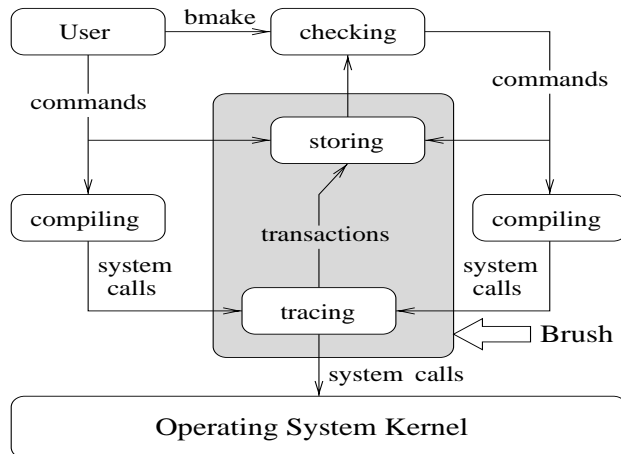 User
bmake
checking
commands
commands
storing
compiling
compiling
transactions
system
calls
system
calls
tracing
Brush
system calls
Operating System Kernel